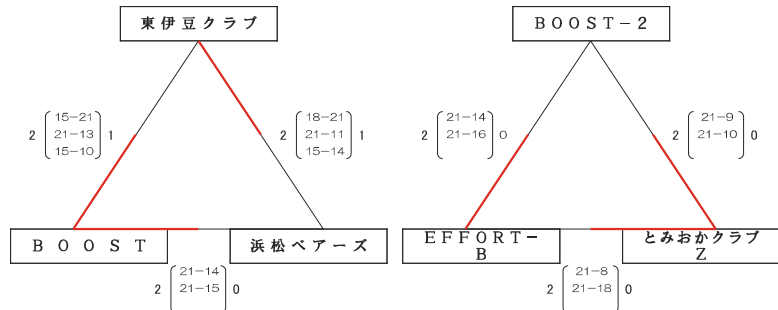 東伊豆クラブ
BOOST-2
15-21
2 21-13 1
15-10
18-21
2 21-11 1
15-14
21-14
2 21-16 0
21-9
2 21-10 0
BOOST
浜松ベアーズ
EFFORT-
B
とみおかクラブ
Z
21-14
2 21-15 0
21-8
2 21-18 0